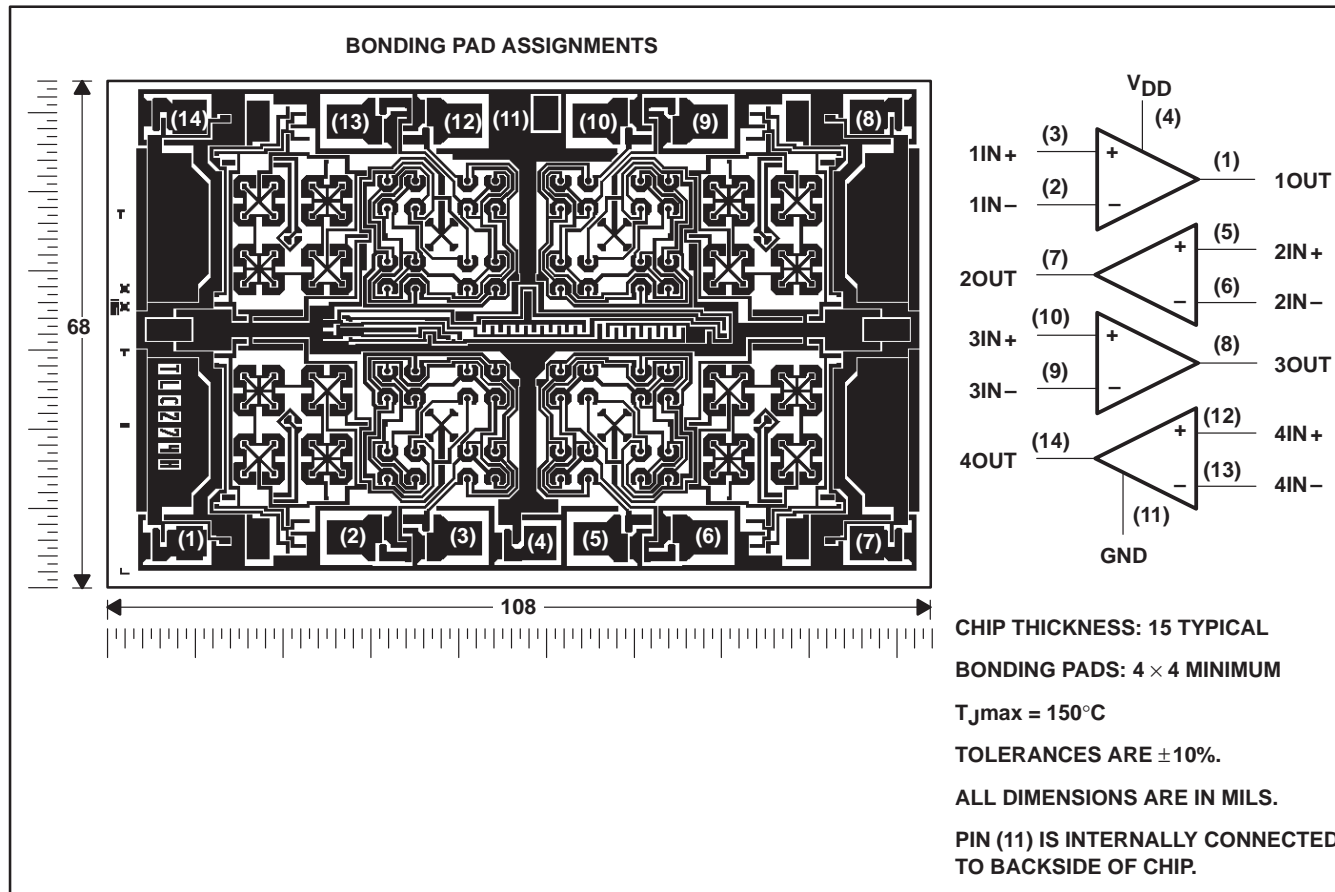 BONDING PAD ASSIGNMENTS
(14) (13) (12) (11) (10) (9) (8)
68
(1) (2) (3) (4) (5) (6) (7)
108
VDD
(4)
(3)
1IN+
(2)
1IN−
+
−
(1)
1OUT
(7)
2OUT
+
−
(5)
2IN+
(6)
2IN−
(10)
3IN+
(9)
3IN−
+
−
(8)
3OUT
(14)
4OUT
+
−
(12)
4IN+
(13)
4IN−
(11)
GND
CHIP THICKNESS: 15 TYPICAL
BONDING PADS: 4 × 4 MINIMUM
TJmax = 150°C
TOLERANCES ARE ±10%.
ALL DIMENSIONS ARE IN MILS.
PIN (11) IS INTERNALLY CONNECTED
TO BACKSIDE OF CHIP.